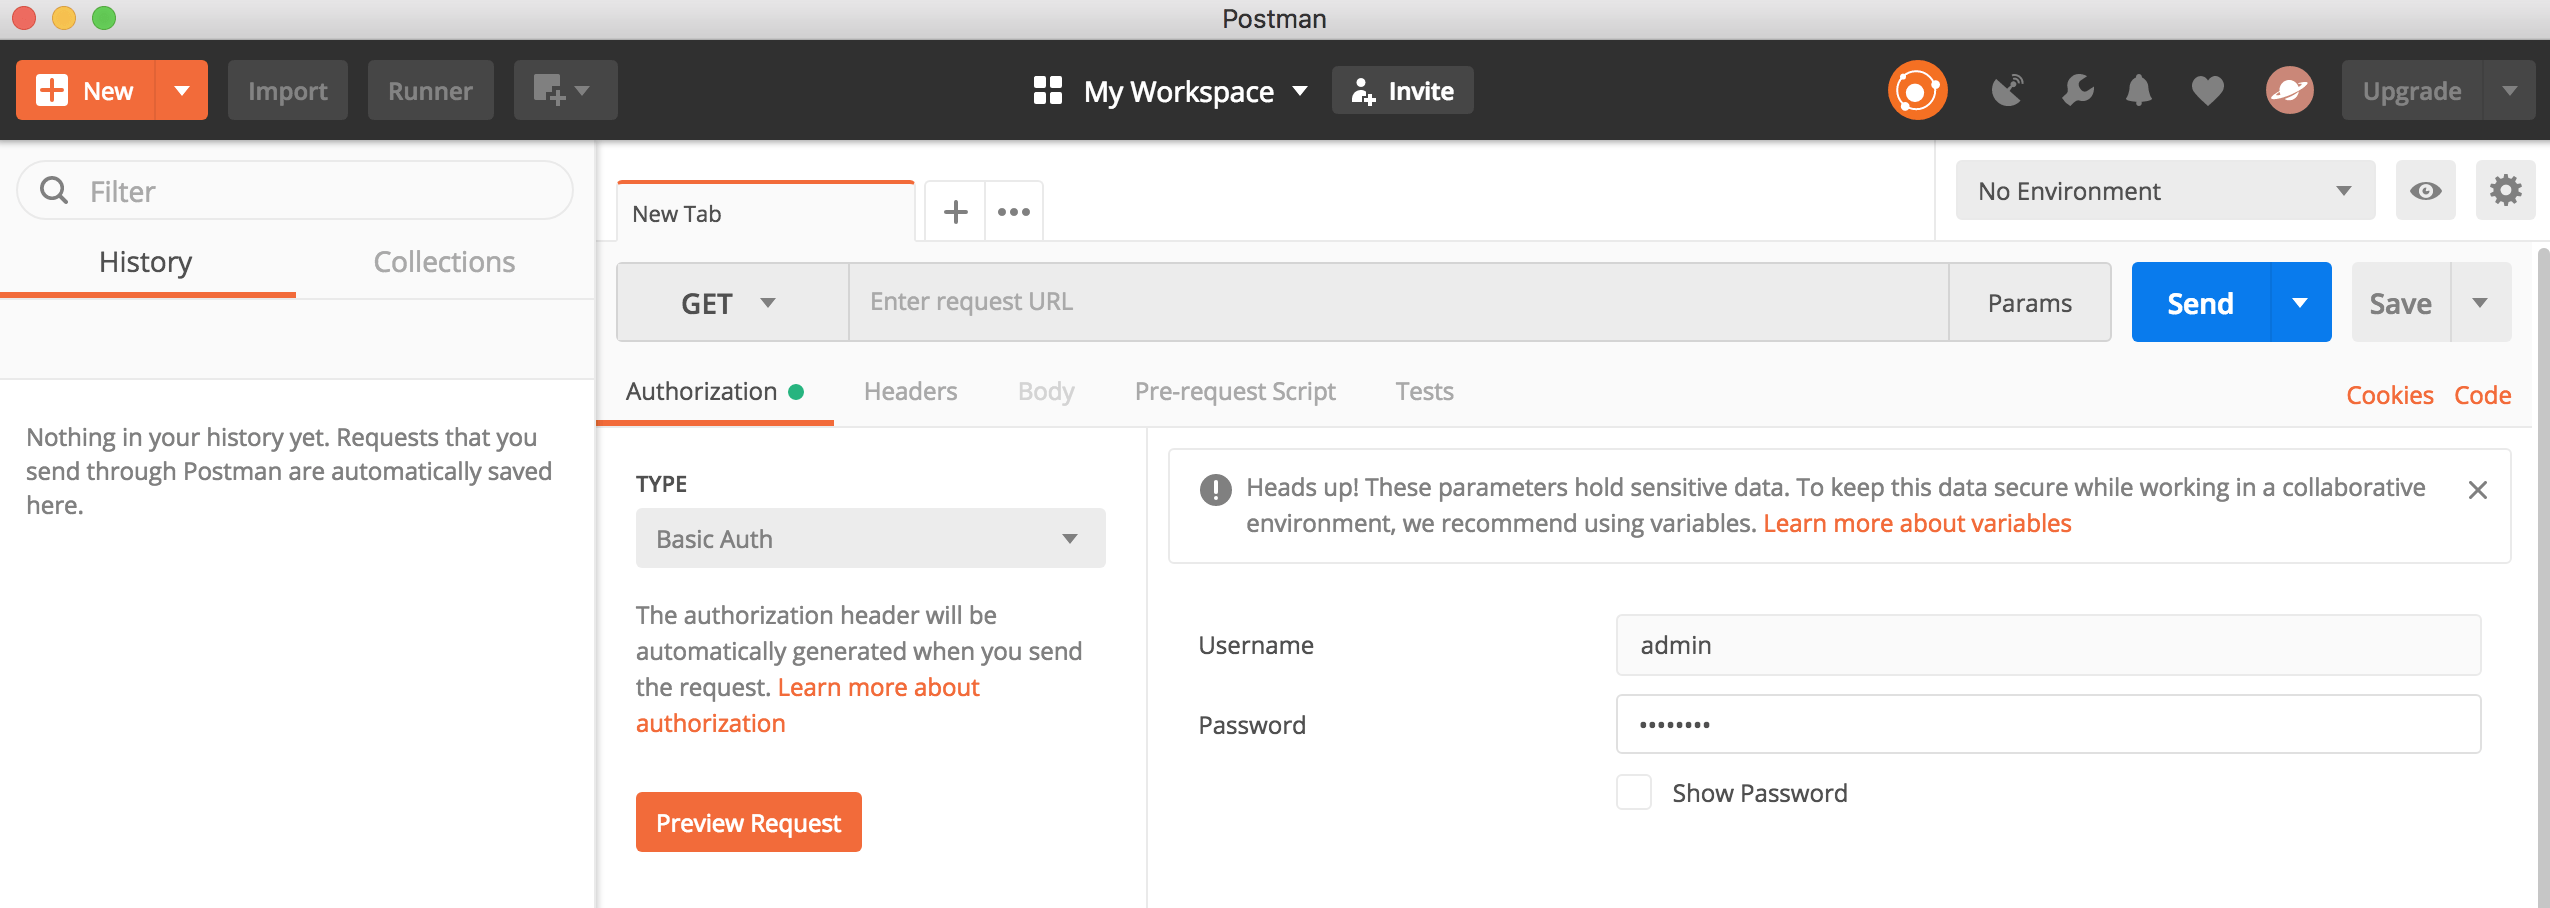 Postman
New
Import
Runner
My Workspace
Invite
Upgrade
Filter
History
Collections
Nothing in your history yet. Requests that you
send through Postman are automatically saved
here.
New Tab
No Environment
GET
Enter request URL
Params
Send
Save
Authorization
Headers
Body
Pre-request Script
Tests
Cookies
Code
TYPE
Basic Auth
The authorization header will be
automatically generated when you send
the request. Learn more about
authorization
Preview Request
Heads up! These parameters hold sensitive data. To keep this data secure while working in a collaborative
environment, we recommend using variables. Learn more about variables
Username
admin
Password
••••••••
Show Password